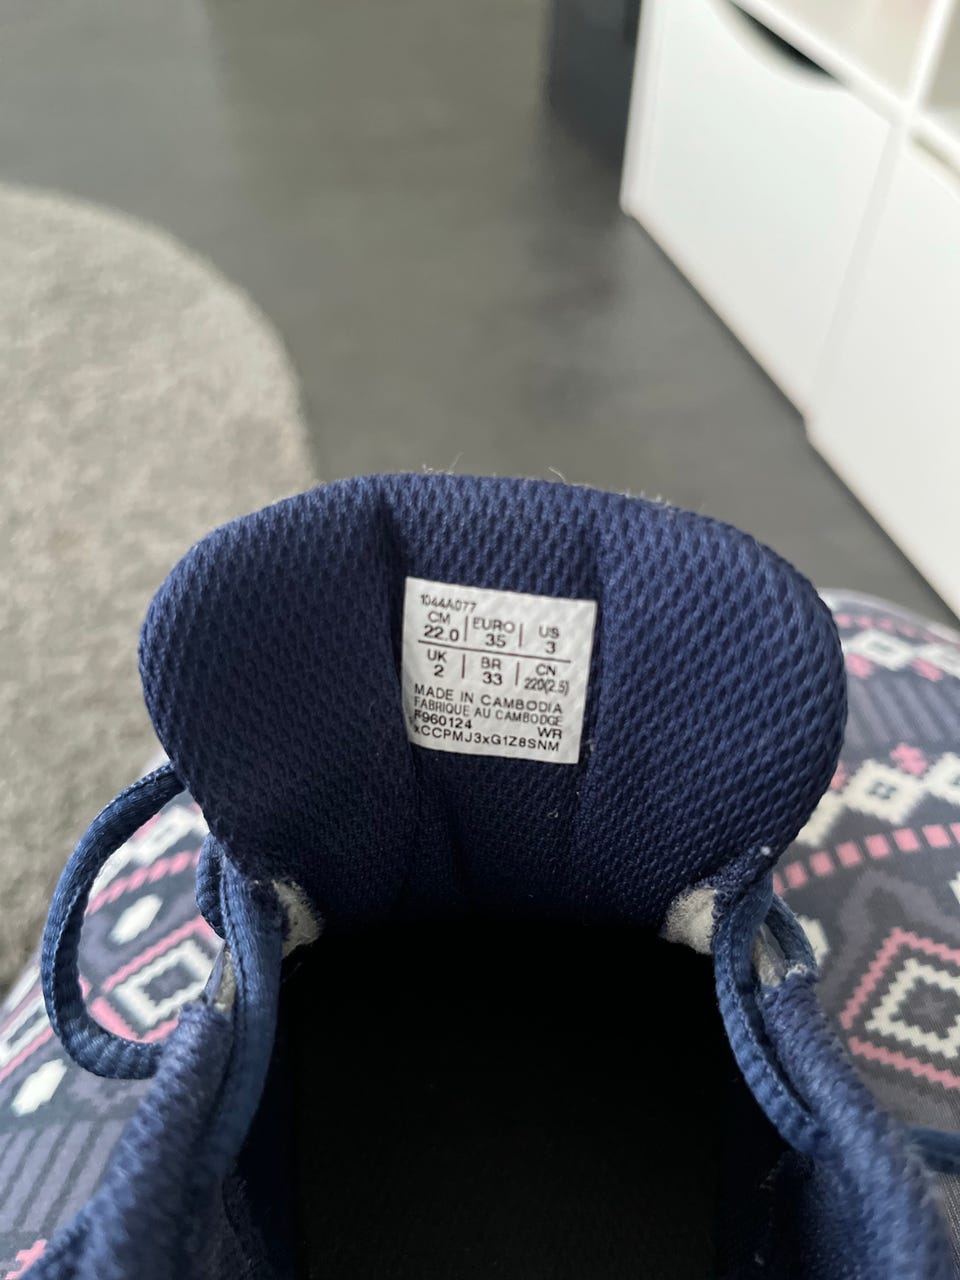 1044A077
CM 22.0 | EURO 35 | US 3
UK 2 | BR 33 | CN 220(2.5)
MADE IN CAMBODIA
FABRIQUE AU CAMBODGE
F960124 WR
xCCPMJ3xG1Z8SNM